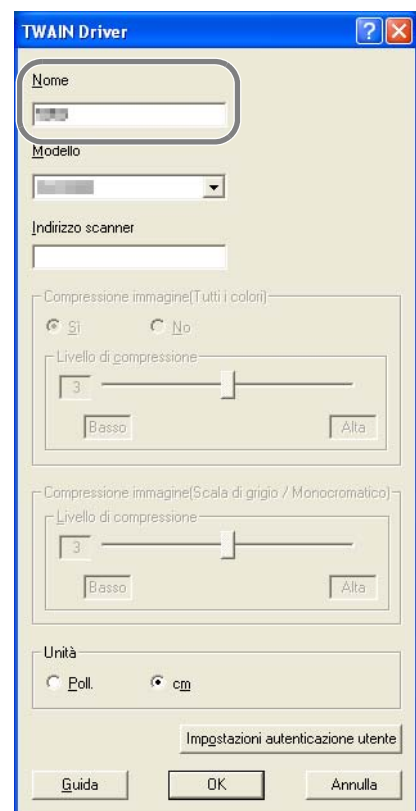 TWAIN Driver
Nome
Modello
Indirizzo scanner
Compressione immagine(Tutti i colori)
Sì No
Livello di compressione
3
Basso Alta
Compressione immagine(Scala di grigio / Monocromatico)
Livello di compressione
3
Basso Alta
Unità
Poll. cm
Impostazioni autenticazione utente
Guida OK Annulla